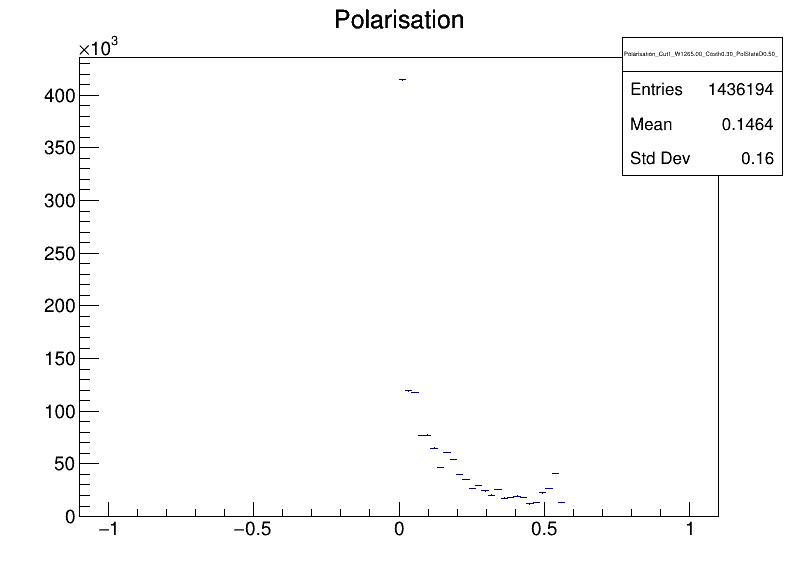 Polarisation
×10³
Polarisation_Cut1_W1265.00_Costh0.30_PolStateD0.50_
Entries 1436194
Mean 0.1464
Std Dev 0.16
400
350
300
250
200
150
100
50
0
−1 −0.5 0 0.5 1